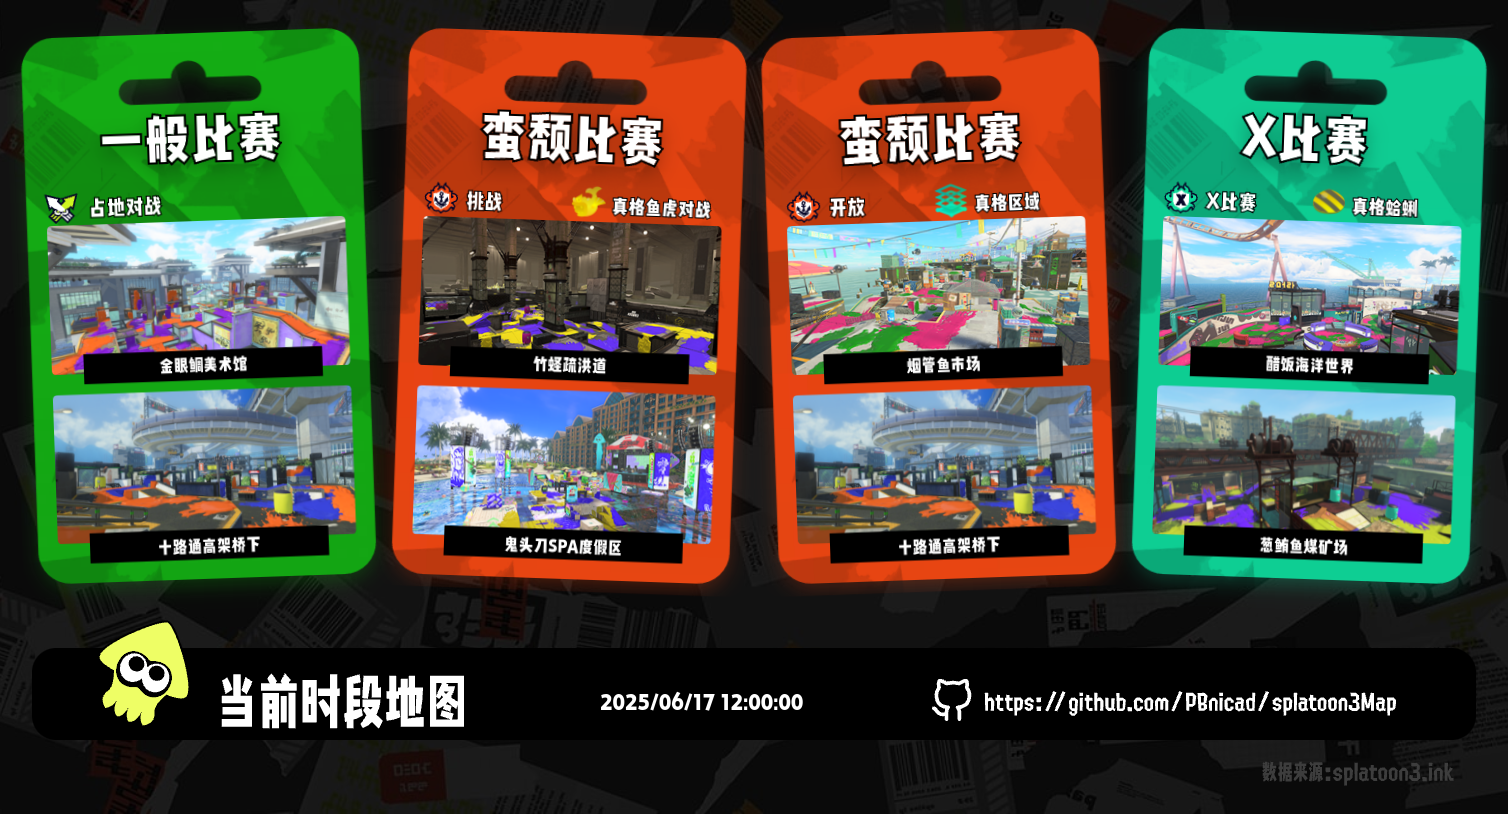 一般比赛
占地对战
金眼鲷美术馆
十路通高架桥下
蛮颓比赛
挑战
真格鱼虎对战
竹蛏疏洪道
鬼头刀SPA度假区
蛮颓比赛
开放
真格区域
烟管鱼市场
十路通高架桥下
X比赛
X比赛
真格蛤蜊
醋饭海洋世界
葱鲔鱼煤矿场
当前时段地图
2025/06/17 12:00:00
https://github.com/PBnicad/splatoon3Map
数据来源:splatoon3.ink